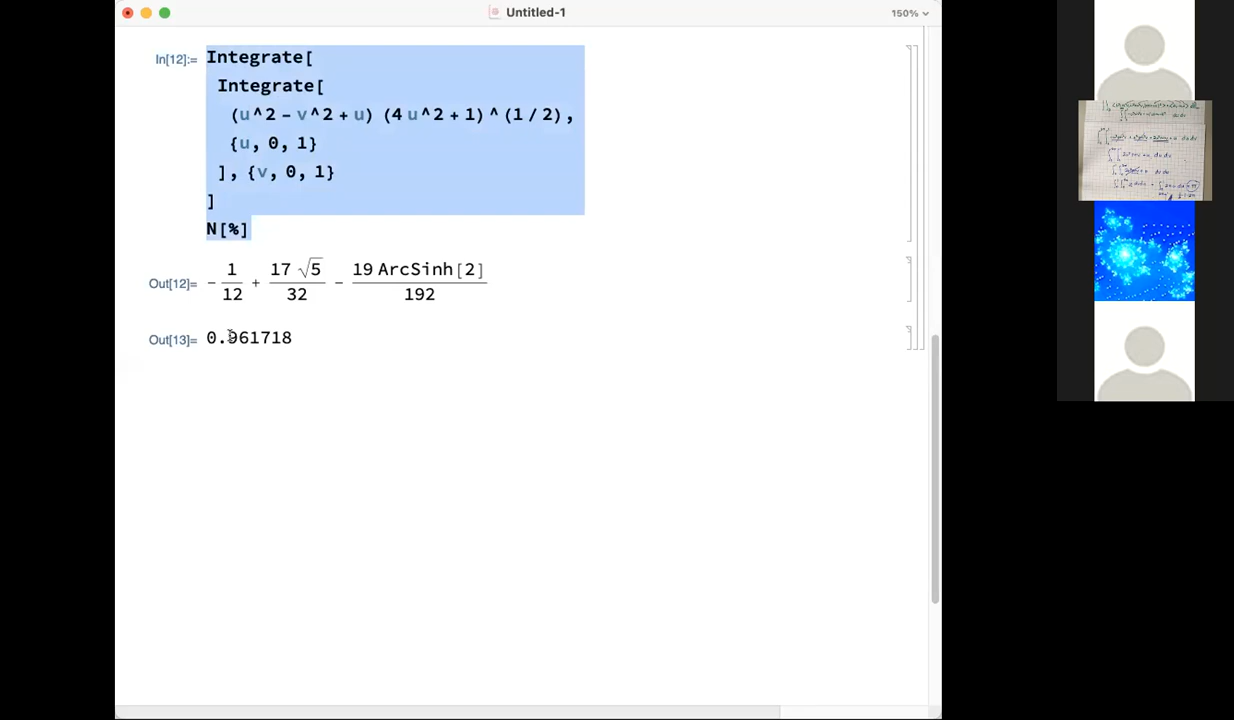 Untitled-1
150%
In[12]:= Integrate[
Integrate[
(u^2 - v^2 + u) (4 u^2 + 1)^(1 / 2),
{u, 0, 1}
], {v, 0, 1}
]
N[%]
Out[12]= - 1/12 + 17 √5/32 - 19 ArcSinh[2]/192
Out[13]= 0.961718